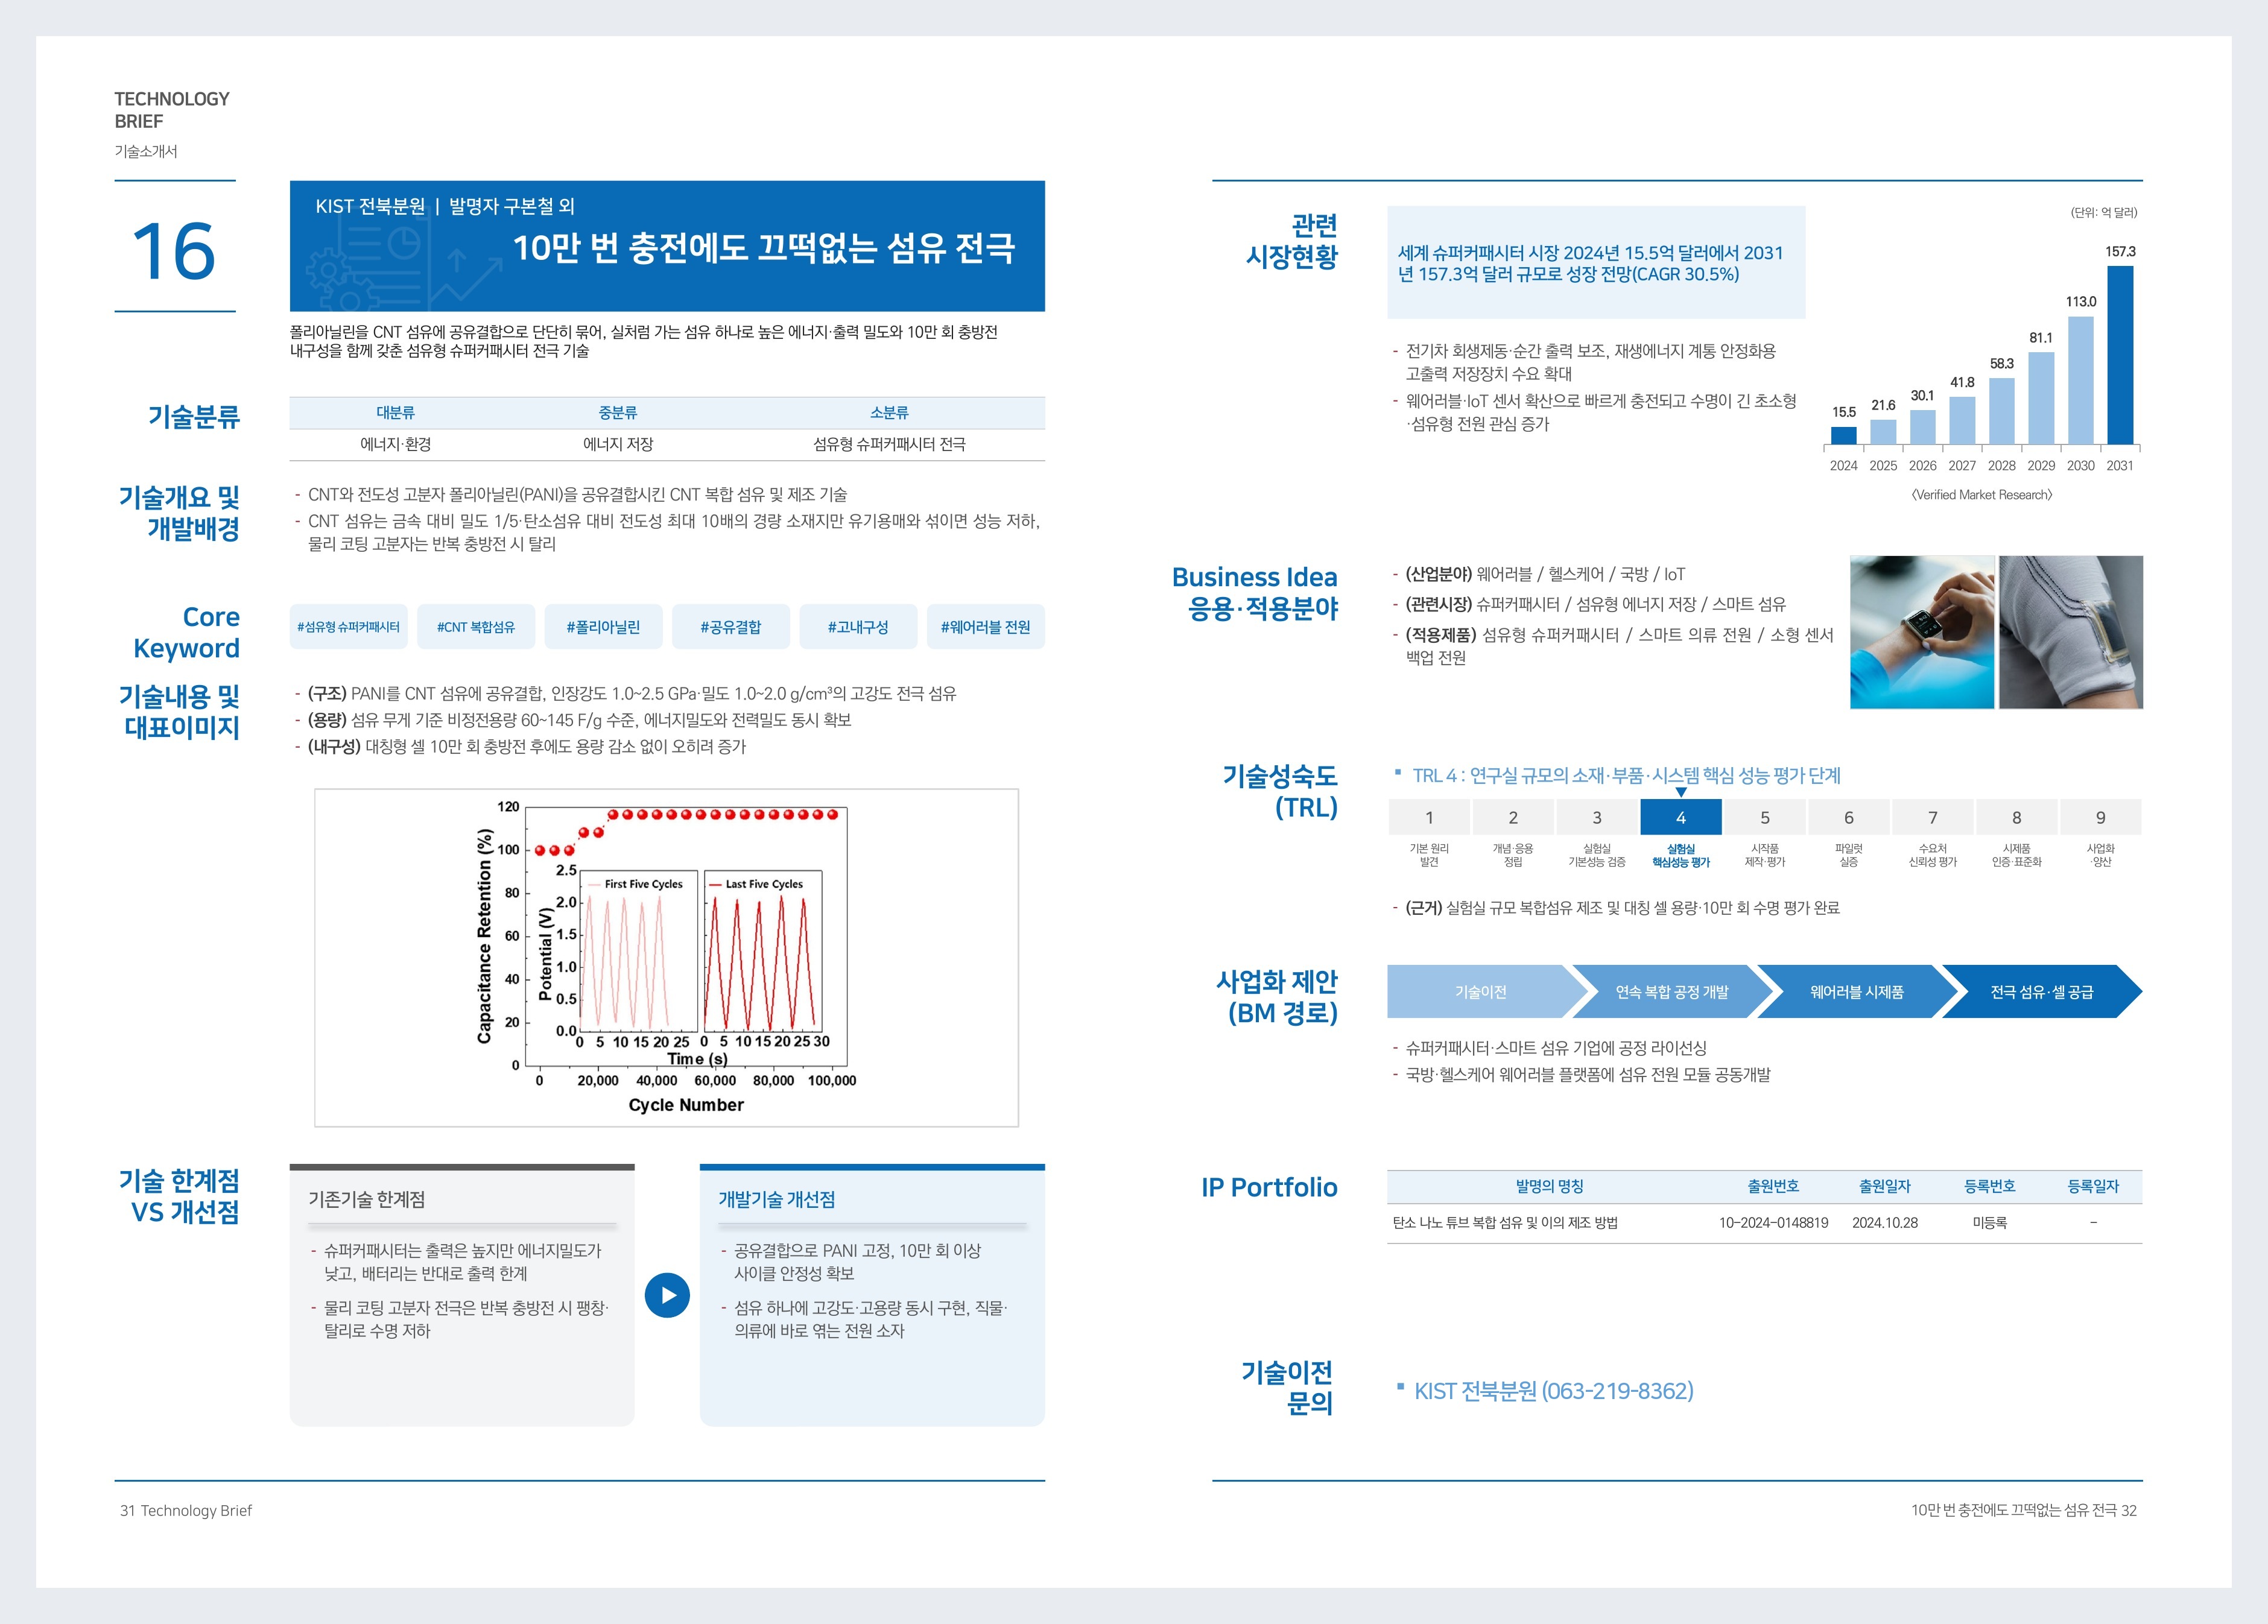 TECHNOLOGY
BRIEF
기술소개서
16
KIST 전북분원 | 발명자 구본철 외
10만 번 충전에도 끄떡없는 섬유 전극
폴리아닐린을 CNT 섬유에 공유결합으로 단단히 묶어, 실처럼 가는 섬유 하나로 높은 에너지·출력 밀도와 10만 회 충방전
내구성을 함께 갖춘 섬유형 슈퍼커패시터 전극 기술
기술분류
대분류 중분류 소분류
에너지·환경 에너지 저장 섬유형 슈퍼커패시터 전극
기술개요 및
개발배경
- CNT와 전도성 고분자 폴리아닐린(PANI)을 공유결합시킨 CNT 복합 섬유 및 제조 기술
- CNT 섬유는 금속 대비 밀도 1/5·탄소섬유 대비 전도성 최대 10배의 경량 소재지만 유기용매와 섞이면 성능 저하,
물리 코팅 고분자는 반복 충방전 시 탈리
Core
Keyword
#섬유형 슈퍼커패시터 #CNT 복합섬유 #폴리아닐린 #공유결합 #고내구성 #웨어러블 전원
기술내용 및
대표이미지
- (구조) PANI를 CNT 섬유에 공유결합, 인장강도 1.0~2.5 GPa·밀도 1.0~2.0 g/cm³의 고강도 전극 섬유
- (용량) 섬유 무게 기준 비정전용량 60~145 F/g 수준, 에너지밀도와 전력밀도 동시 확보
- (내구성) 대칭형 셀 10만 회 충방전 후에도 용량 감소 없이 오히려 증가
Capacitance Retention (%)
120
100
80
60
40
20
0
Potential (V)
2.5
2.0
1.5
1.0
0.5
0.0
First Five Cycles Last Five Cycles
0 5 10 15 20 25 0 5 10 15 20 25 30
Time (s)
0 20,000 40,000 60,000 80,000 100,000
Cycle Number
기술 한계점
VS 개선점
기존기술 한계점
- 슈퍼커패시터는 출력은 높지만 에너지밀도가
낮고, 배터리는 반대로 출력 한계
- 물리 코팅 고분자 전극은 반복 충방전 시 팽창·
탈리로 수명 저하
개발기술 개선점
- 공유결합으로 PANI 고정, 10만 회 이상
사이클 안정성 확보
- 섬유 하나에 고강도·고용량 동시 구현, 직물·
의류에 바로 엮는 전원 소자
31 Technology Brief
관련
시장현황
세계 슈퍼커패시터 시장 2024년 15.5억 달러에서 2031
년 157.3억 달러 규모로 성장 전망(CAGR 30.5%)
- 전기차 회생제동·순간 출력 보조, 재생에너지 계통 안정화용
고출력 저장장치 수요 확대
- 웨어러블·IoT 센서 확산으로 빠르게 충전되고 수명이 긴 초소형
·섬유형 전원 관심 증가
(단위: 억 달러)
15.5 21.6 30.1 41.8 58.3 81.1 113.0 157.3
2024 2025 2026 2027 2028 2029 2030 2031
〈Verified Market Research〉
Business Idea
응용·적용분야
- (산업분야) 웨어러블 / 헬스케어 / 국방 / IoT
- (관련시장) 슈퍼커패시터 / 섬유형 에너지 저장 / 스마트 섬유
- (적용제품) 섬유형 슈퍼커패시터 / 스마트 의류 전원 / 소형 센서
백업 전원
기술성숙도
(TRL)
▪ TRL 4 : 연구실 규모의 소재·부품·시스템 핵심 성능 평가 단계
1 2 3 4 5 6 7 8 9
기본 원리 개념·응용 실험실 실험실 시작품 파일럿 수요처 시제품 사업화
발견 정립 기본성능 검증 핵심성능 평가 제작·평가 실증 신뢰성 평가 인증·표준화 ·양산
- (근거) 실험실 규모 복합섬유 제조 및 대칭 셀 용량·10만 회 수명 평가 완료
사업화 제안
(BM 경로)
기술이전 연속 복합 공정 개발 웨어러블 시제품 전극 섬유·셀 공급
- 슈퍼커패시터·스마트 섬유 기업에 공정 라이선싱
- 국방·헬스케어 웨어러블 플랫폼에 섬유 전원 모듈 공동개발
IP Portfolio
발명의 명칭 출원번호 출원일자 등록번호 등록일자
탄소 나노 튜브 복합 섬유 및 이의 제조 방법 10-2024-0148819 2024.10.28 미등록 -
기술이전
문의
▪ KIST 전북분원 (063-219-8362)
10만 번 충전에도 끄떡없는 섬유 전극 32